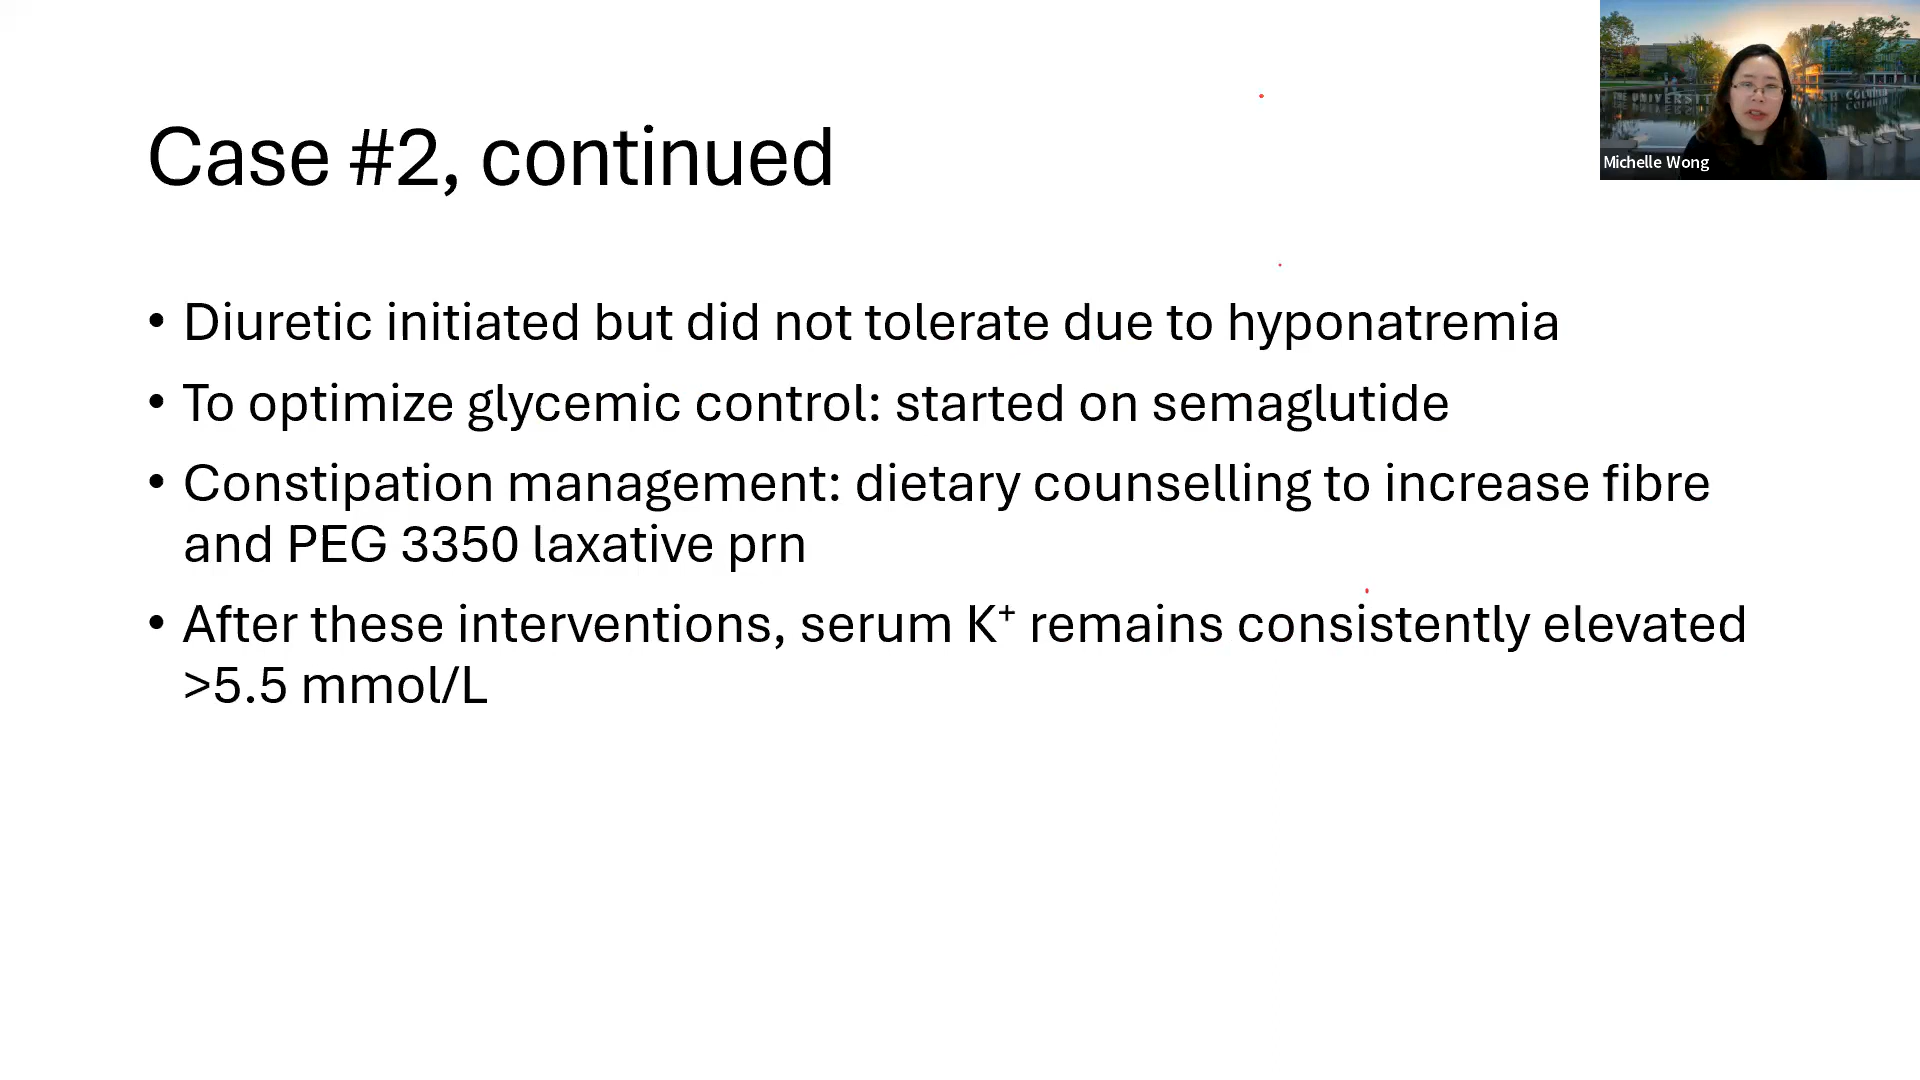 Case #2, continued
• Diuretic initiated but did not tolerate due to hyponatremia
• To optimize glycemic control: started on semaglutide
• Constipation management: dietary counselling to increase fibre
and PEG 3350 laxative prn
• After these interventions, serum K⁺ remains consistently elevated
>5.5 mmol/L
Michelle Wong